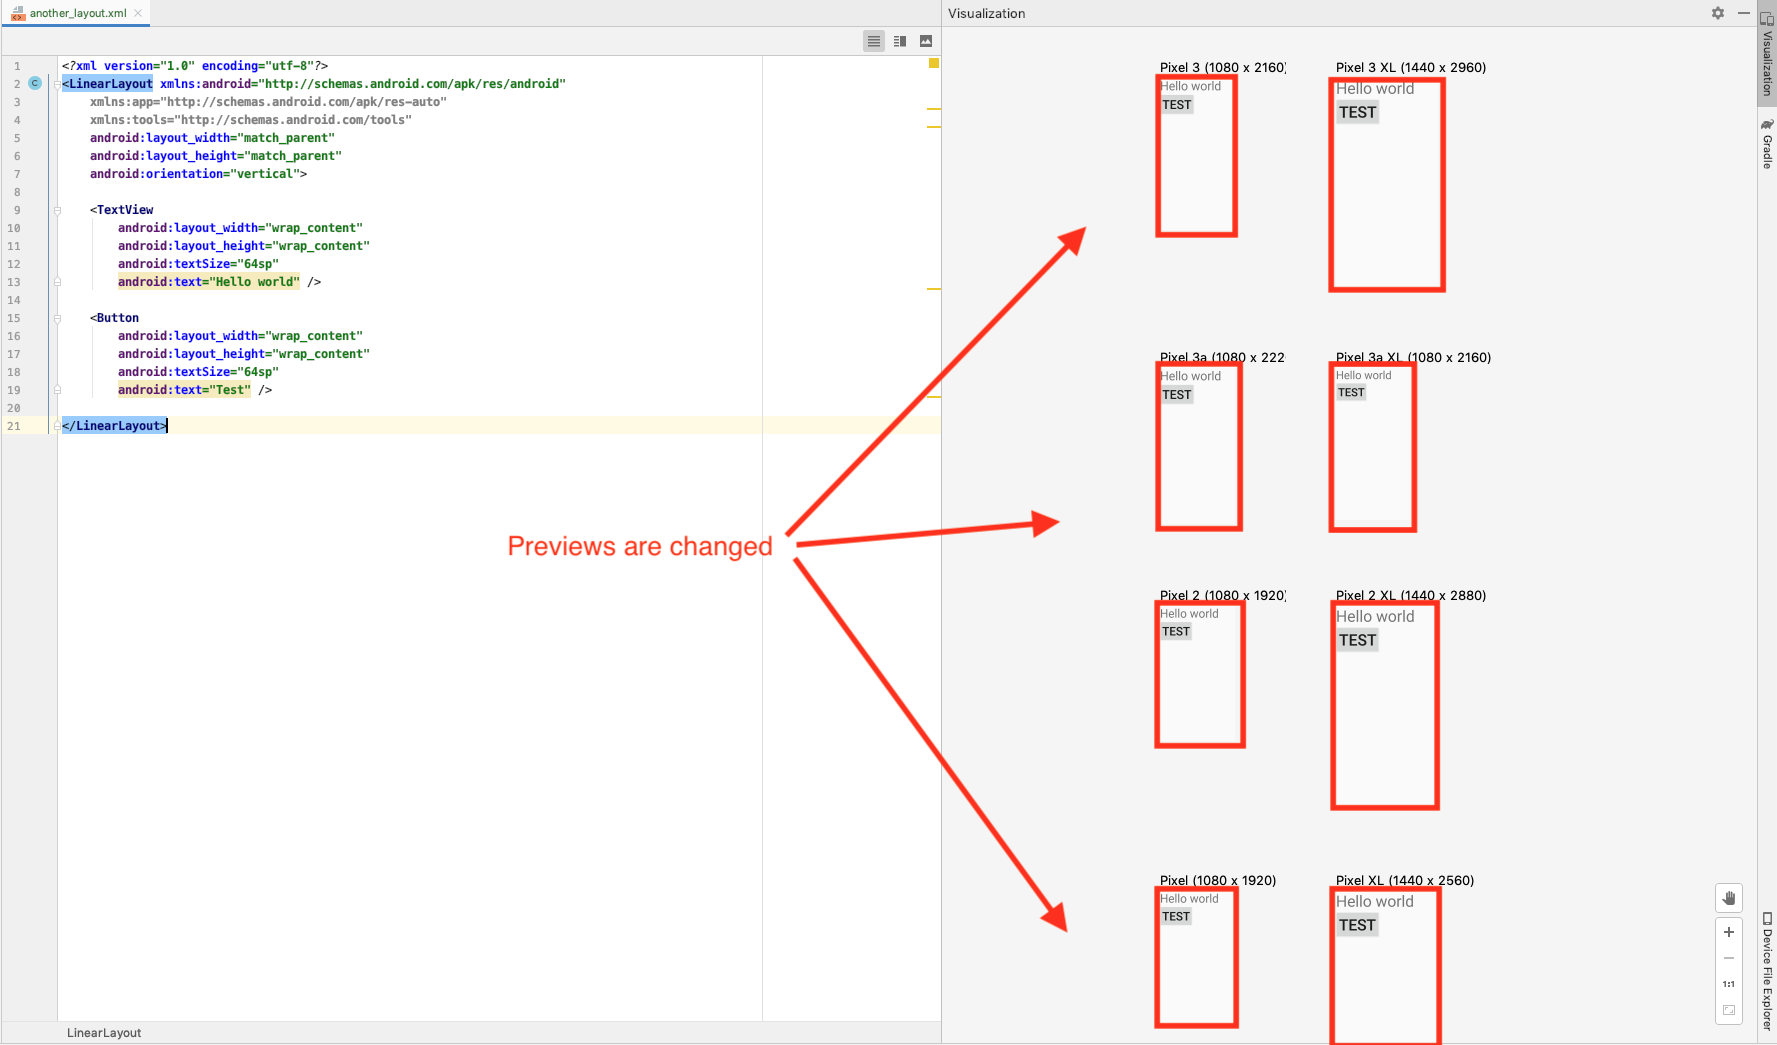 another_layout.xml
Visualization
1 <?xml version="1.0" encoding="utf-8"?>
2 <LinearLayout xmlns:android="http://schemas.android.com/apk/res/android"
3 xmlns:app="http://schemas.android.com/apk/res-auto"
4 xmlns:tools="http://schemas.android.com/tools"
5 android:layout_width="match_parent"
6 android:layout_height="match_parent"
7 android:orientation="vertical">
8
9 <TextView
10 android:layout_width="wrap_content"
11 android:layout_height="wrap_content"
12 android:textSize="64sp"
13 android:text="Hello world" />
14
15 <Button
16 android:layout_width="wrap_content"
17 android:layout_height="wrap_content"
18 android:textSize="64sp"
19 android:text="Test" />
20
21 </LinearLayout>
C
LinearLayout
Previews are changed
Pixel 3 (1080 x 2160)
Hello world
TEST
Pixel 3 XL (1440 x 2960)
Hello world
TEST
Pixel 3a (1080 x 222
Hello world
TEST
Pixel 3a XL (1080 x 2160)
Hello world
TEST
Pixel 2 (1080 x 1920)
Hello world
TEST
Pixel 2 XL (1440 x 2880)
Hello world
TEST
Pixel (1080 x 1920)
Hello world
TEST
Pixel XL (1440 x 2560)
Hello world
TEST
1:1
Visualization
Gradle
Device File Explorer